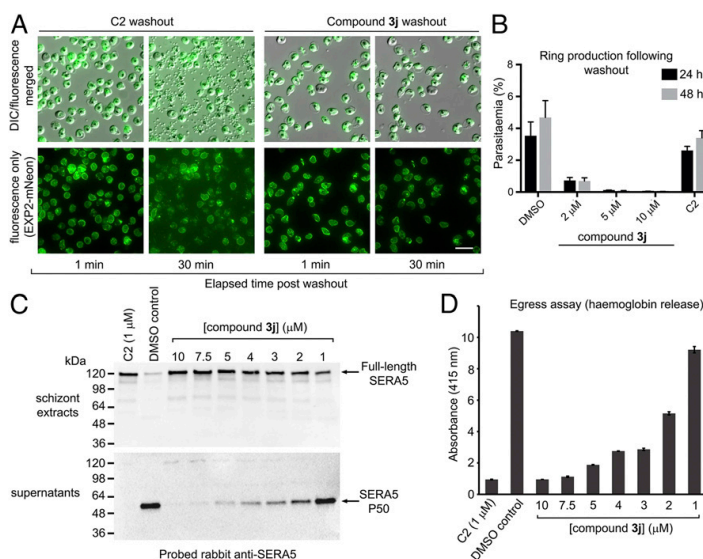 A
C2 washout
Compound 3j washout
DIC/fluorescence merged
fluorescence only (EXP2-mNeon)
1 min
30 min
1 min
30 min
Elapsed time post washout
B
Ring production following washout
24 h
48 h
Parasitaemia (%)
8
6
4
2
0
DMSO
2 μM
5 μM
10 μM
C2
compound 3j
C
kDa
C2 (1 μM)
DMSO control
[compound 3j] (μM)
10 7.5 5 4 3 2 1
120
84
64
48
36
schizont extracts
Full-length SERA5
120
84
64
48
36
supernatants
SERA5 P50
Probed rabbit anti-SERA5
D
Egress assay (haemoglobin release)
Absorbance (415 nm)
10
8
6
4
2
0
C2 (1 μM)
DMSO control
10 7.5 5 4 3 2 1
[compound 3j] (μM)